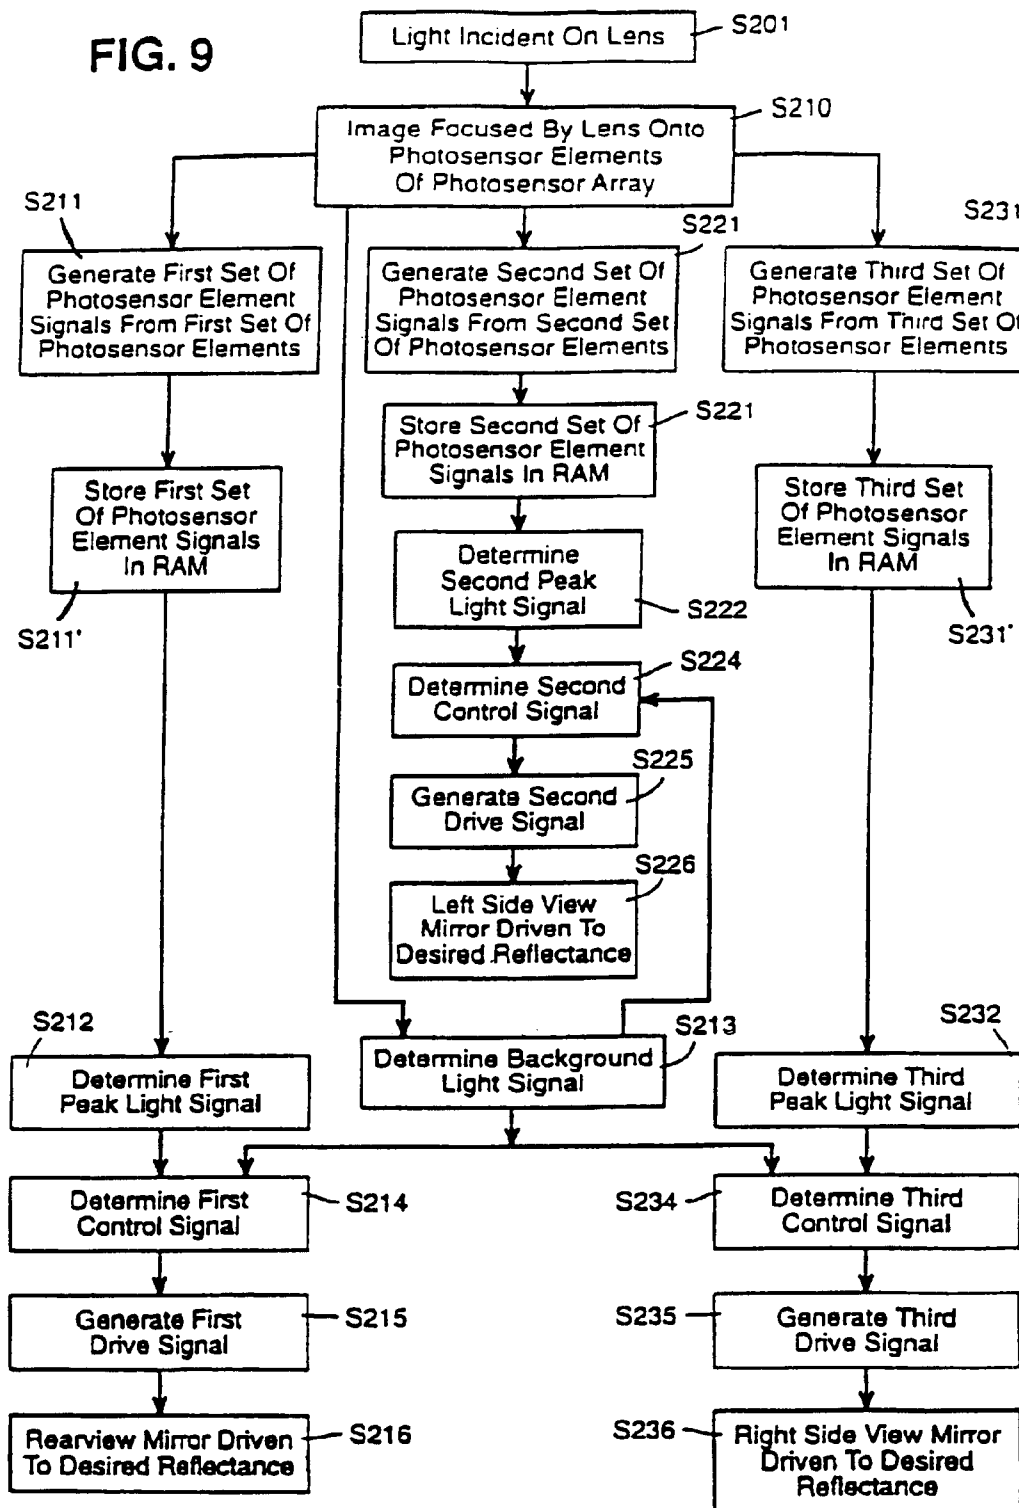 FIG. 9
Light Incident On Lens
S201
S210
Image Focused By Lens Onto
Photosensor Elements
Of Photosensor Array
S211
S221
S231
Generate First Set Of
Photosensor Element
Signals From First Set Of
Photosensor Elements
Generate Second Set Of
Photosensor Element
Signals From Second Set
Of Photosensor Elements
Generate Third Set Of
Photosensor Element
Signals From Third Set Of
Photosensor Elements
S221
Store Second Set Of
Photosensor Element
Signals In RAM
Store First Set
Of Photosensor
Element Signals
In RAM
S211'
Store Third Set
Of Photosensor
Element Signals
In RAM
S231'
Determine
Second Peak
Light Signal
S222
S224
Determine Second
Control Signal
S225
Generate Second
Drive Signal
S226
Left Side View
Mirror Driven To
Desired Reflectance
S212
S213
S232
Determine First
Peak Light Signal
Determine Background
Light Signal
Determine Third
Peak Light Signal
Determine First
Control Signal
S214
S234
Determine Third
Control Signal
Generate First
Drive Signal
S215
S235
Generate Third
Drive Signal
Rearview Mirror Driven
To Desired Reflectance
S216
S236
Right Side View Mirror
Driven To Desired
Reflectance